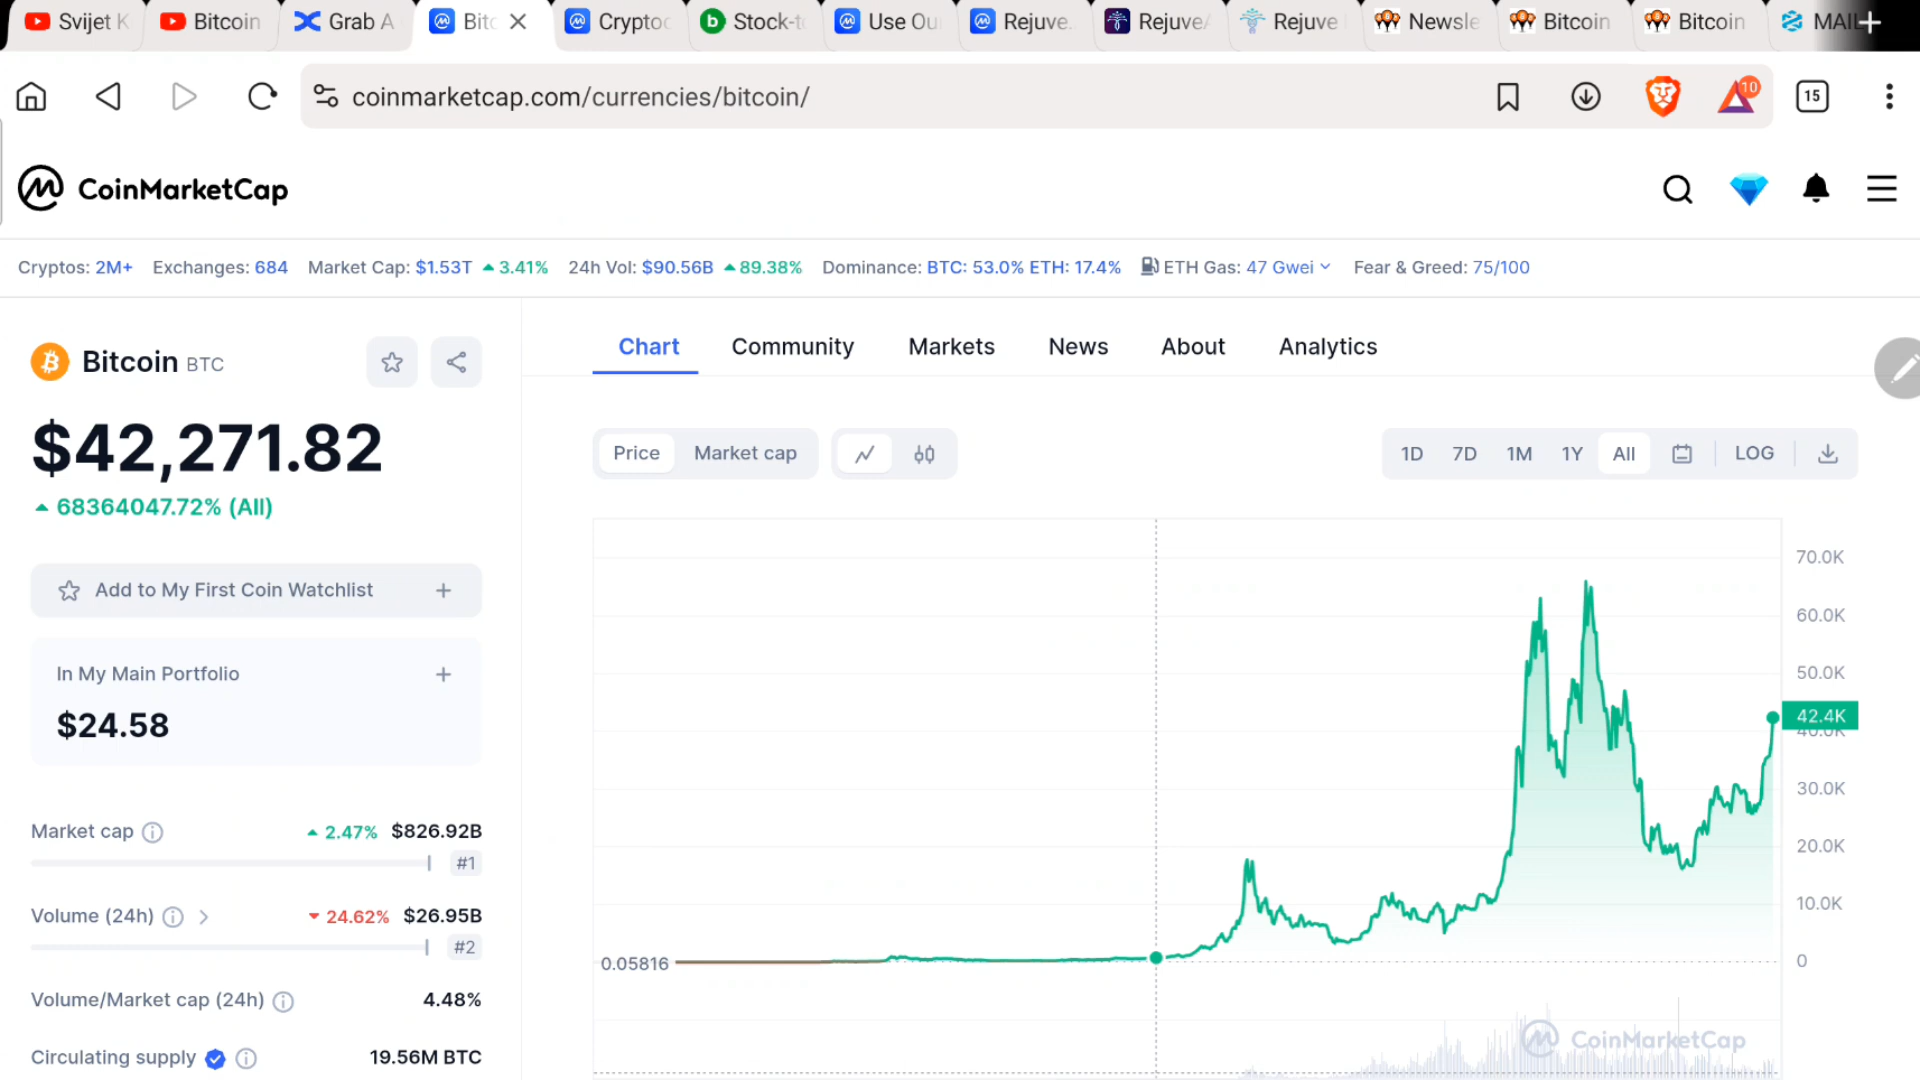 Svijet K
Bitcoin
Grab A
Bitc
Cryptoc
Stock-to
Use Ou
Rejuve.
RejuveA
Rejuve
Newsle
Bitcoin
Bitcoin
MAIL
coinmarketcap.com/currencies/bitcoin/
10
15
CoinMarketCap
Cryptos: 2M+ Exchanges: 684 Market Cap: $1.53T 3.41% 24h Vol: $90.56B 89.38% Dominance: BTC: 53.0% ETH: 17.4% ETH Gas: 47 Gwei Fear & Greed: 75/100
Bitcoin BTC
$42,271.82
68364047.72% (All)
Add to My First Coin Watchlist
In My Main Portfolio
$24.58
Market cap 2.47% $826.92B
#1
Volume (24h) 24.62% $26.95B
#2
Volume/Market cap (24h) 4.48%
Circulating supply 19.56M BTC
Chart Community Markets News About Analytics
Price Market cap
1D 7D 1M 1Y All LOG
70.0K
60.0K
50.0K
42.4K
40.0K
30.0K
20.0K
10.0K
0
0.05816
CoinMarketCap